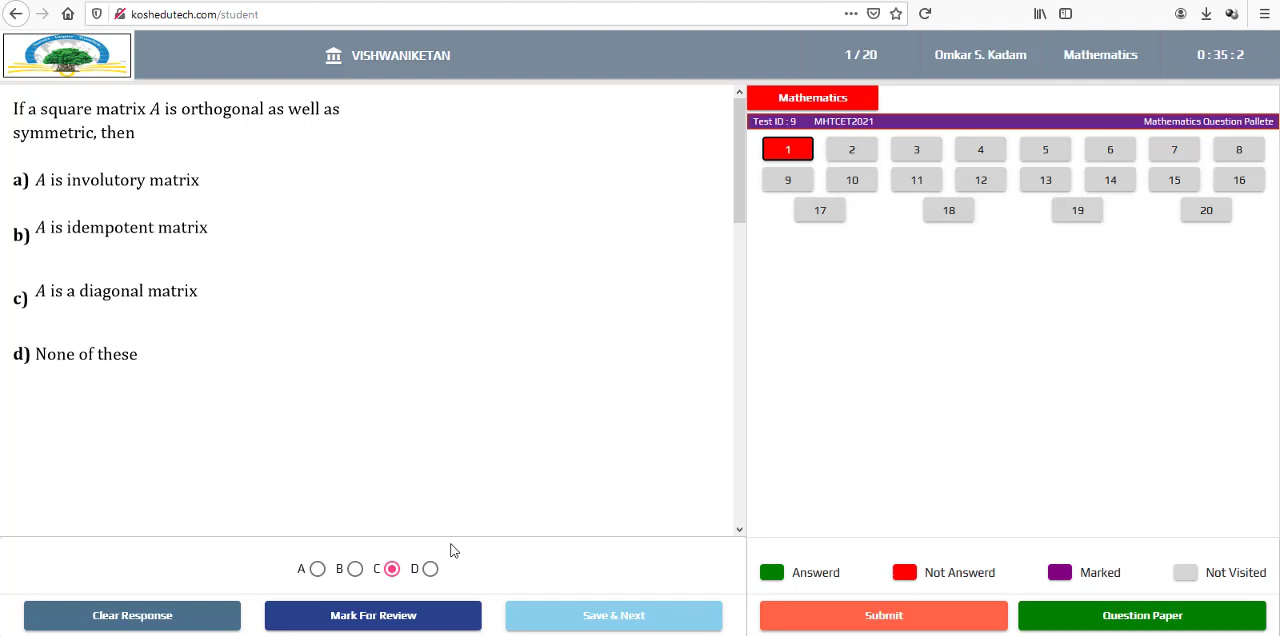 koshedutech.com/student
VISHWANIKETAN
1 / 20
Omkar S. Kadam
Mathematics
0 : 35 : 2
If a square matrix A is orthogonal as well as
symmetric, then
a) A is involutory matrix
b) A is idempotent matrix
c) A is a diagonal matrix
d) None of these
A
B
C
D
Clear Response
Mark For Review
Save & Next
Mathematics
Test ID : 9 MHTCET2021
Mathematics Question Pallete
1 2 3 4 5 6 7 8
9 10 11 12 13 14 15 16
17 18 19 20
Answerd
Not Answerd
Marked
Not Visited
Submit
Question Paper